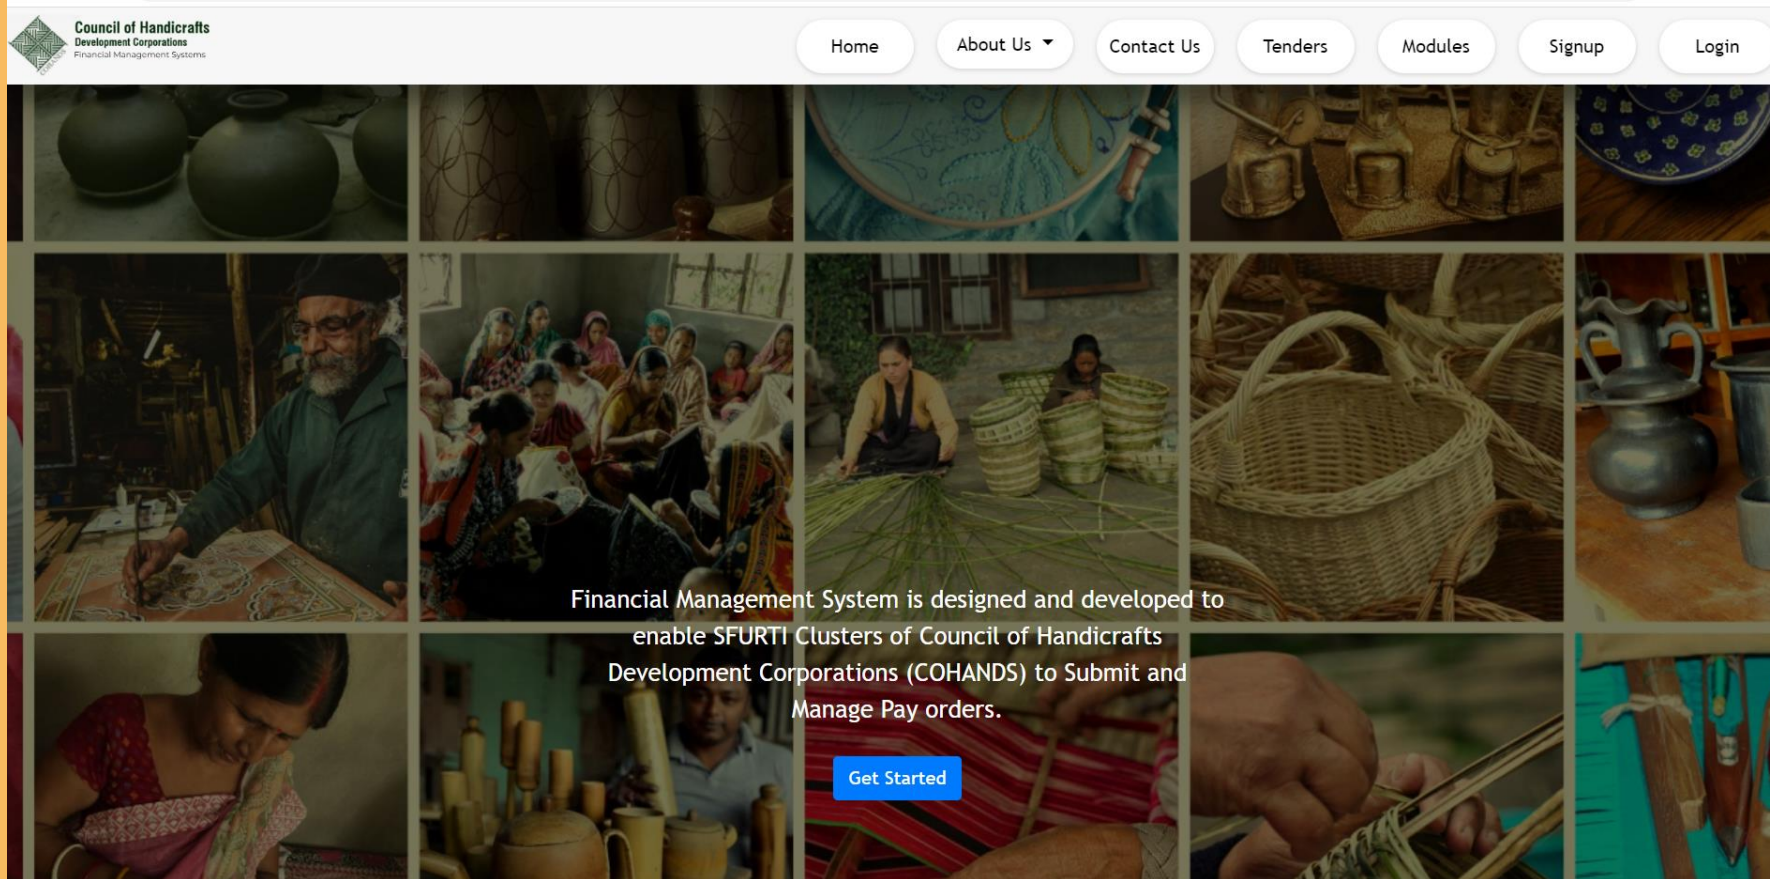 Council of Handicrafts
Development Corporations
Financial Management Systems
COHANDS
Home
About Us
Contact Us
Tenders
Modules
Signup
Login
Financial Management System is designed and developed to
enable SFURTI Clusters of Council of Handicrafts
Development Corporations (COHANDS) to Submit and
Manage Pay orders.
Get Started